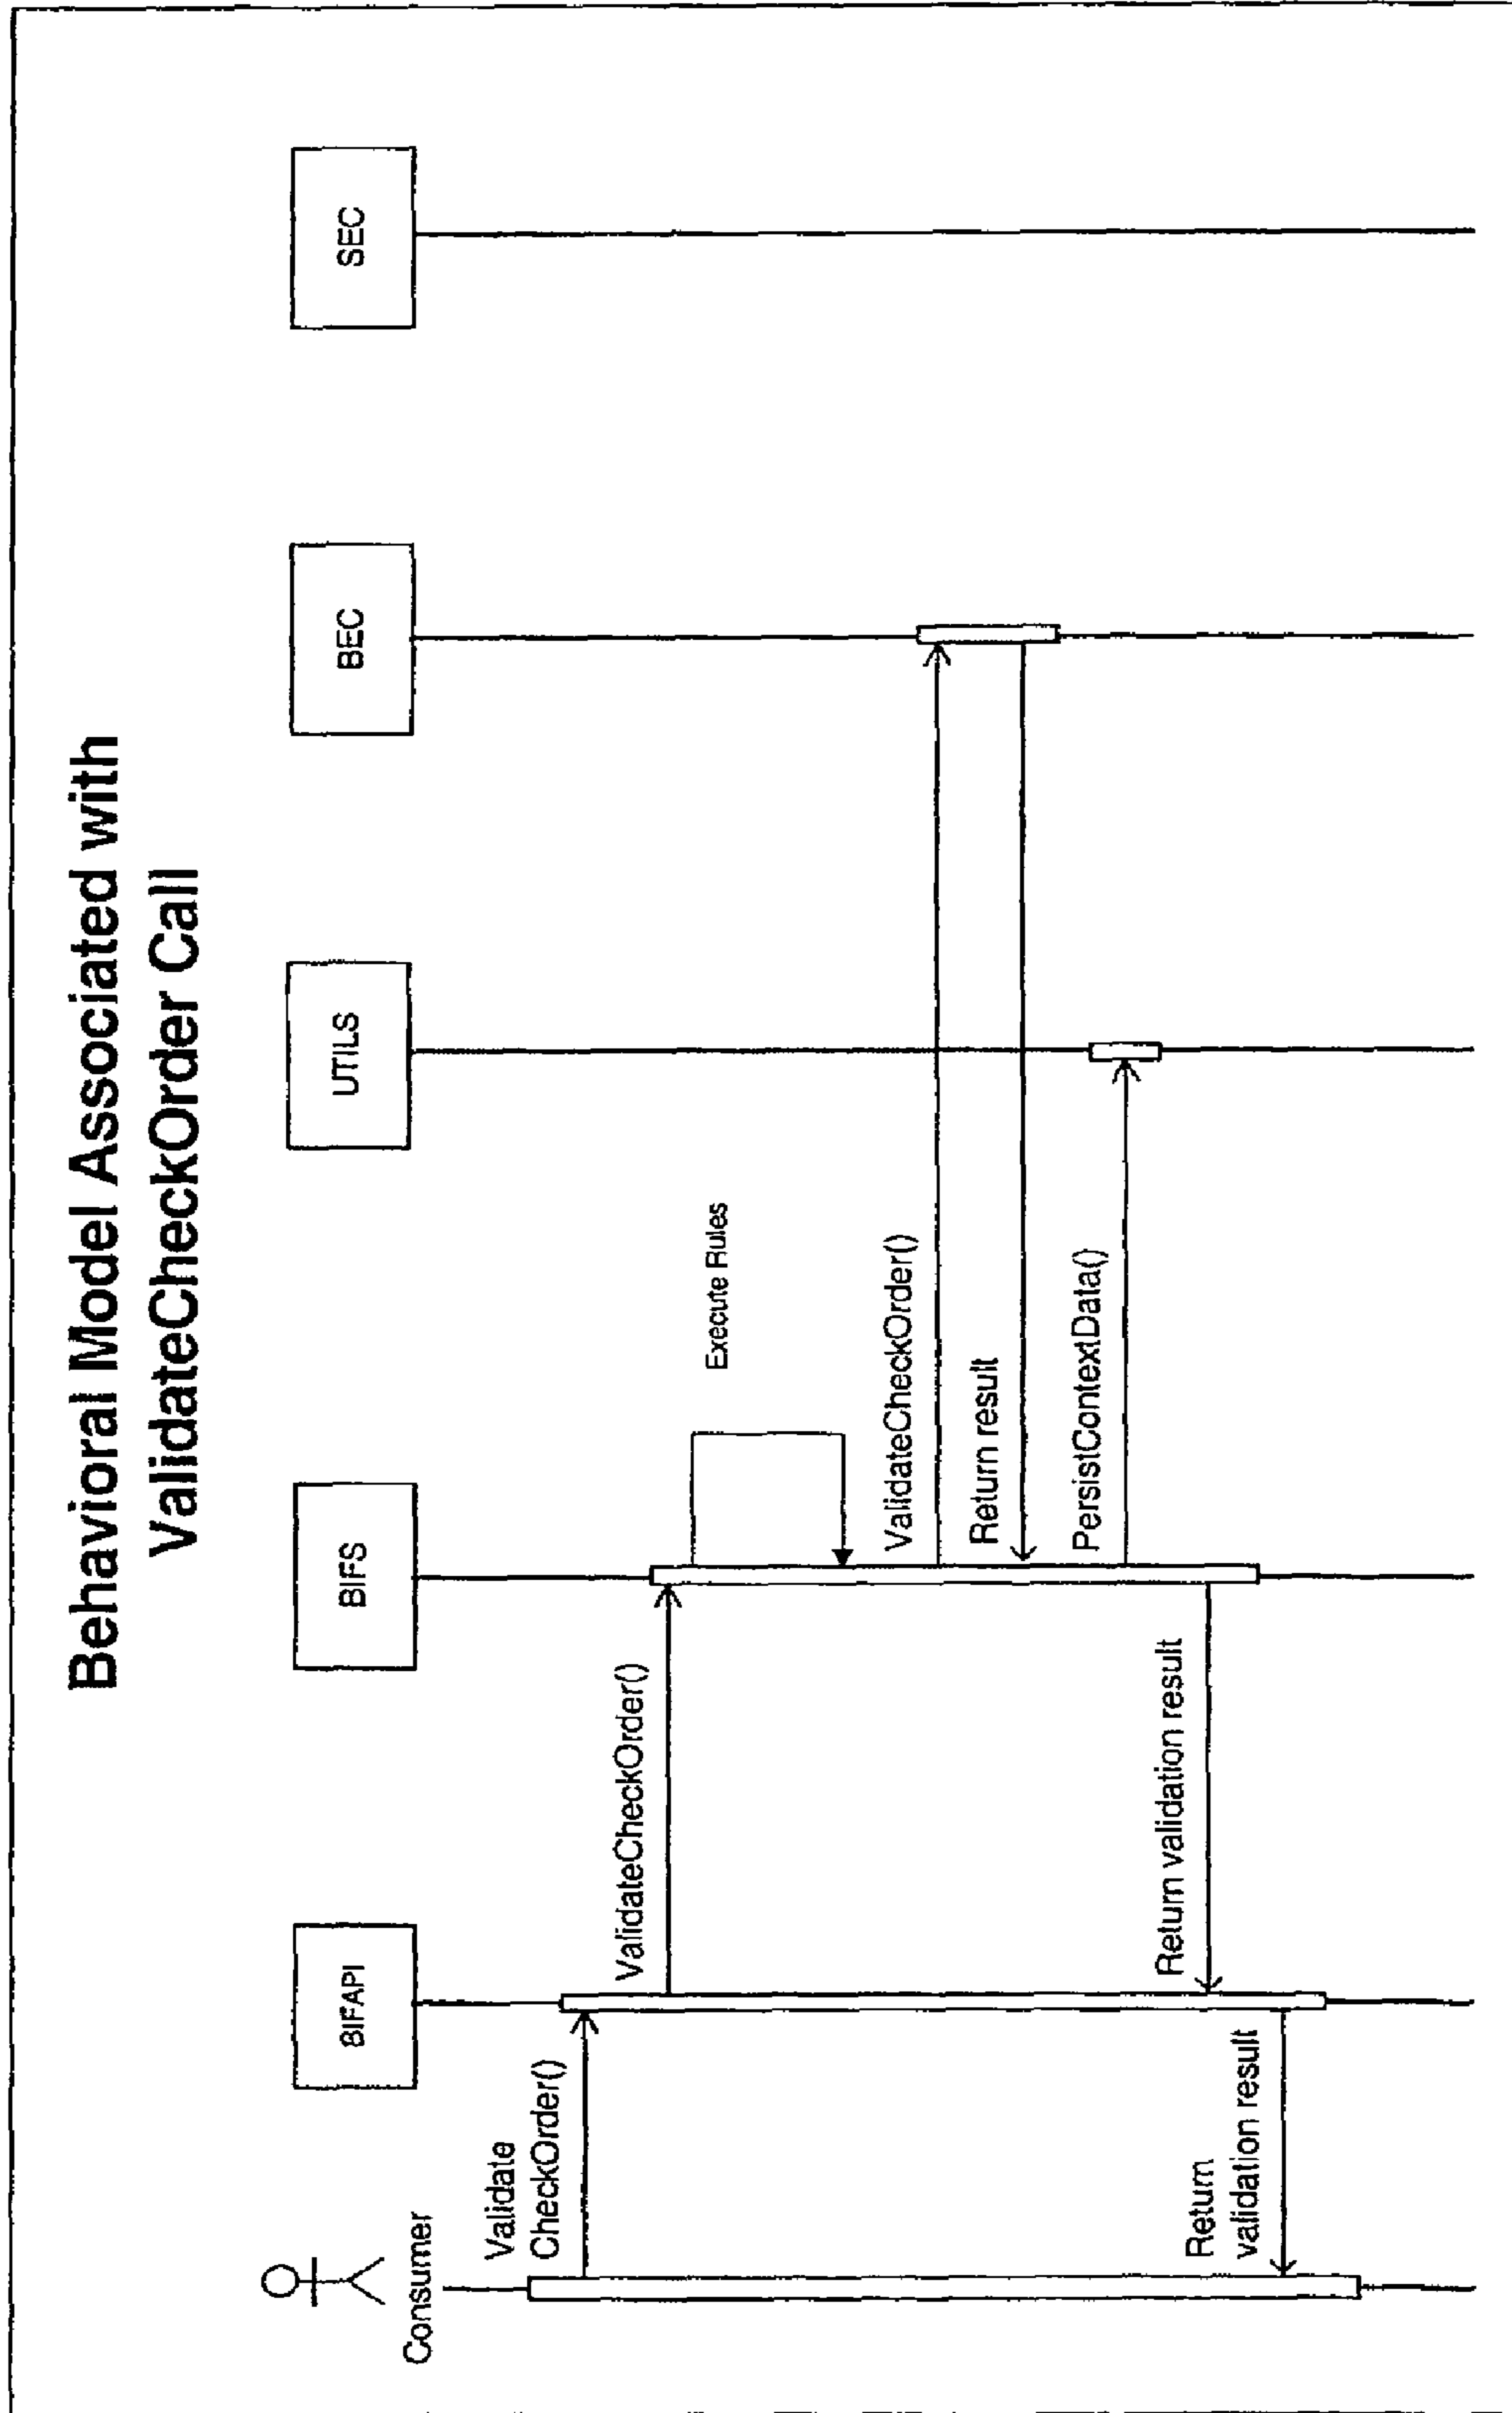 Behavioral Model Associated with
ValidateCheckOrder Call
Consumer
BIFAPI
BIFS
UTILS
BEC
SEC
Validate
CheckOrder()
ValidateCheckOrder()
Execute Rules
ValidateCheckOrder()
Return result
PersistContextData()
Return validation result
Return
validation result